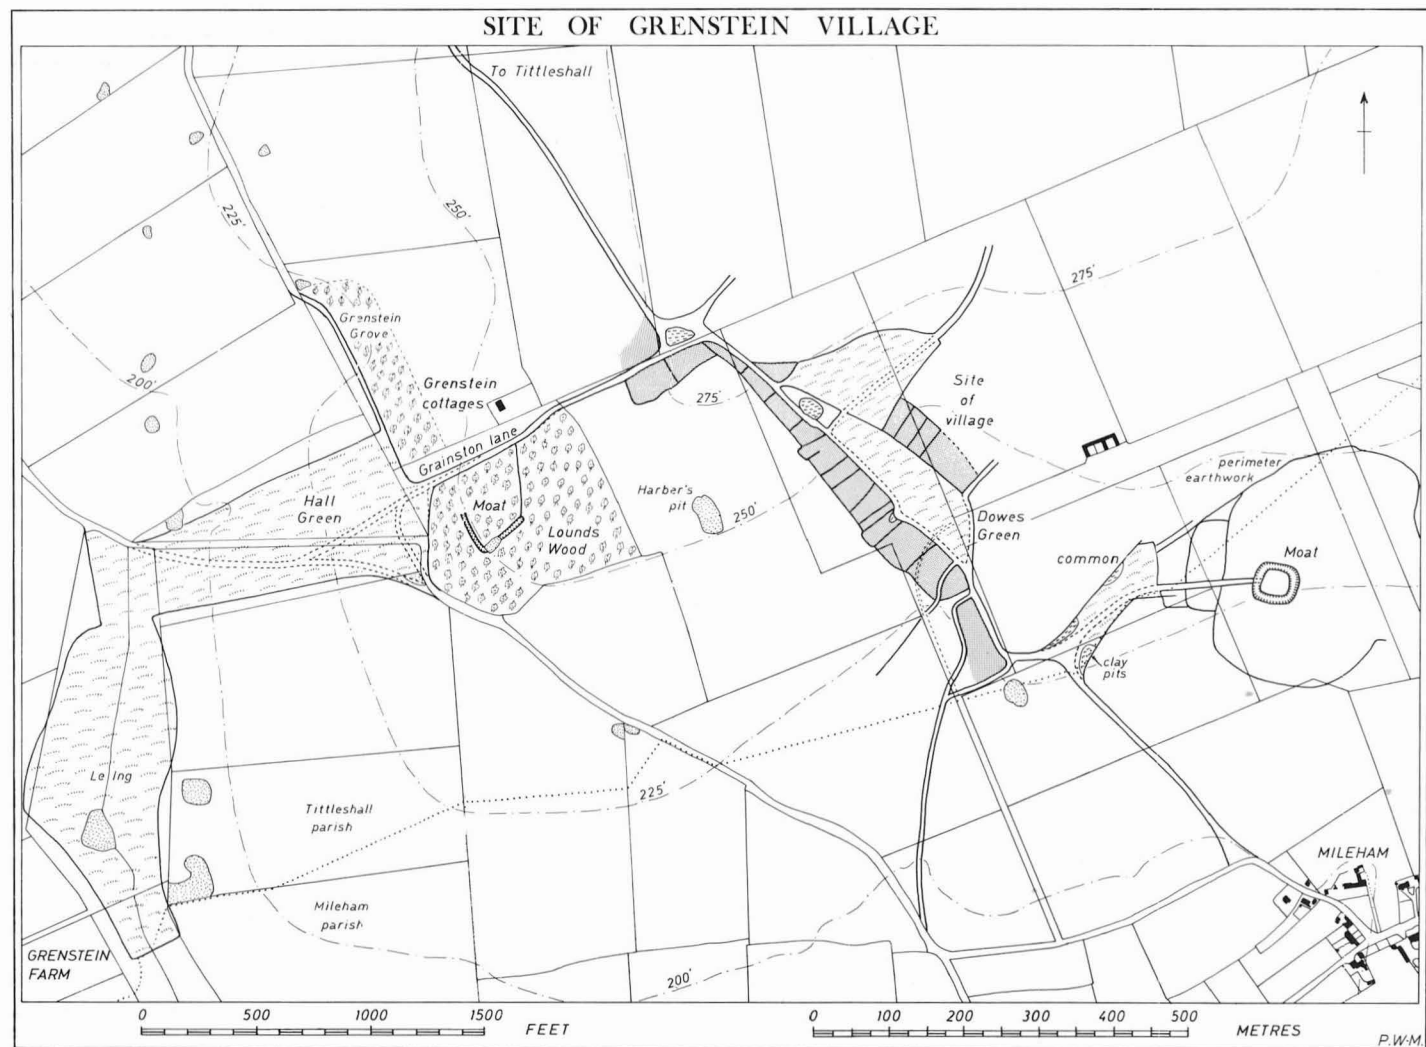 SITE OF GRENSTEIN VILLAGE
To Tittleshall
225'
250'
275'
Grenstein
Grove
200'
Grenstein
cottages
275'
Site
of
village
Grainston lane
perimeter
earthwork
Hall
Green
Moat
Harber's
pit
250'
Lounds
Wood
Dowes
Green
common
Moat
clay
pits
Le Ing
225'
Tittleshall
parish
MILEHAM
Mileham
parish
GRENSTEIN
FARM
200'
0 500 1000 1500 FEET
0 100 200 300 400 500 METRES
P.W.M.